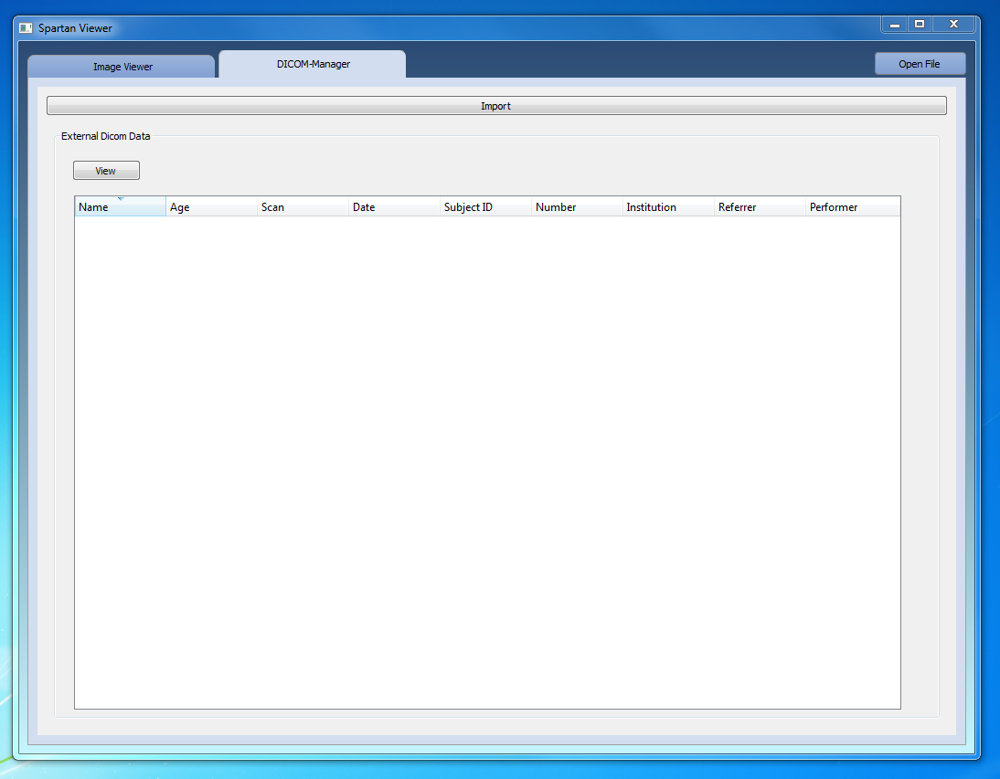 Spartan Viewer
Image Viewer DICOM-Manager Open File
Import
External Dicom Data
View
Name Age Scan Date Subject ID Number Institution Referrer Performer